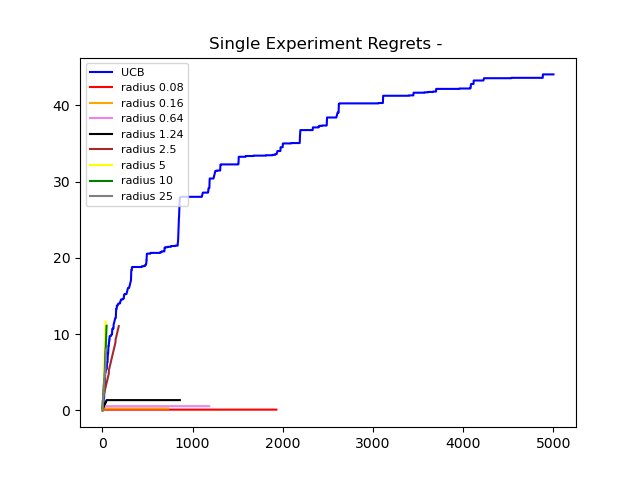 Single Experiment Regrets -
UCB
radius 0.08
radius 0.16
radius 0.64
radius 1.24
radius 2.5
radius 5
radius 10
radius 25
40
30
20
10
0
0 1000 2000 3000 4000 5000